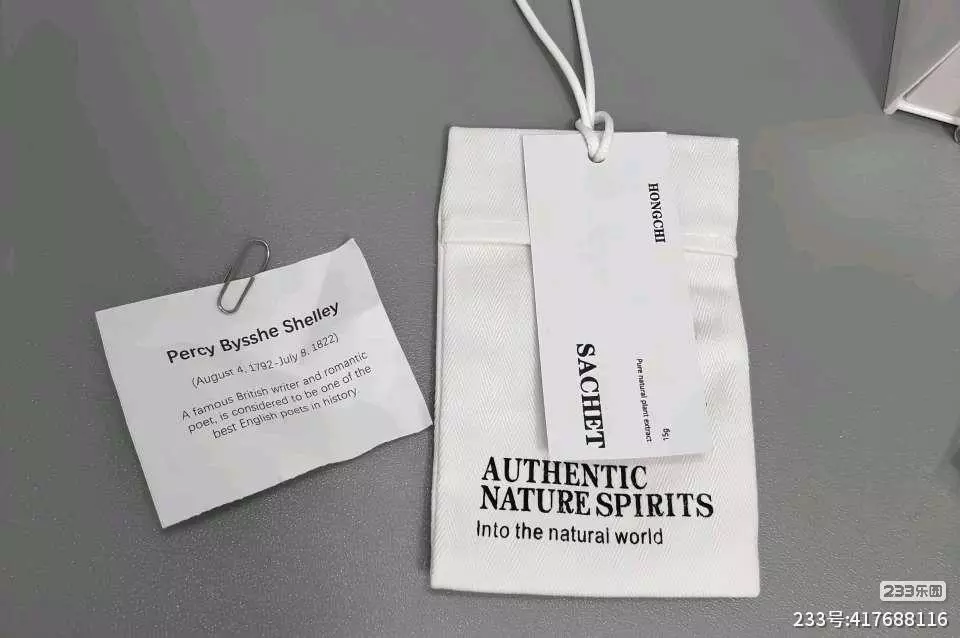 Percy Bysshe Shelley
(August 4, 1792-July 8, 1822)
A famous British writer and romantic
poet, is considered to be one of the
best English poets in history
HONGCHI
SACHET
Pure natural plant extract
15g
AUTHENTIC
NATURE SPIRITS
Into the natural world
233乐园
233号:417688116